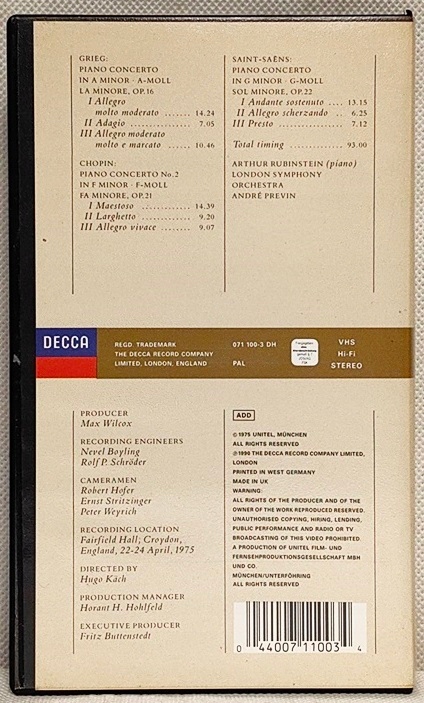 GRIEG:
PIANO CONCERTO
IN A MINOR · A-MOLL
LA MINORE, OP.16
I Allegro
molto moderato ....... 14.24
II Adagio .............. 7.05
III Allegro moderato
molto e marcato ..... 10.46
CHOPIN:
PIANO CONCERTO No.2
IN F MINOR · F-MOLL
FA MINORE, OP.21
I Maestoso ............ 14.39
II Larghetto ............ 9.20
III Allegro vivace ....... 9.07
SAINT-SAËNS:
PIANO CONCERTO
IN G MINOR · G-MOLL
SOL MINORE, OP.22
I Andante sostenuto .... 13.15
II Allegro scherzando .. 6.25
III Presto ............... 7.12
Total timing ............ 93.00
ARTHUR RUBINSTEIN (piano)
LONDON SYMPHONY
ORCHESTRA
ANDRÉ PREVIN
DECCA
REGD. TRADEMARK
THE DECCA RECORD COMPANY
LIMITED, LONDON, ENGLAND
071 100-3 DH
PAL
VHS
Hi-Fi
STEREO
PRODUCER
Max Wilcox
RECORDING ENGINEERS
Nevel Boyling
Rolf P. Schröder
CAMERAMEN
Robert Hofer
Ernst Stritzinger
Peter Weyrich
RECORDING LOCATION
Fairfield Hall; Croydon,
England, 22-24 April, 1975
DIRECTED BY
Hugo Käch
PRODUCTION MANAGER
Horant H. Hohlfeld
EXECUTIVE PRODUCER
Fritz Buttenstedt
ADD
© 1975 UNITEL, MÜNCHEN
ALL RIGHTS RESERVED
℗ 1990 THE DECCA RECORD COMPANY LIMITED,
LONDON
PRINTED IN WEST GERMANY
MADE IN UK
WARNING:
ALL RIGHTS OF THE PRODUCER AND OF THE
OWNER OF THE WORK REPRODUCED RESERVED.
UNAUTHORISED COPYING, HIRING, LENDING,
PUBLIC PERFORMANCE AND RADIO OR TV
BROADCASTING OF THIS VIDEO PROHIBITED.
A PRODUCTION OF UNITEL FILM- UND
FERNSEHPRODUKTIONSGESELLSCHAFT MBH
UND CO.
MÜNCHEN/UNTERFÖHRING
ALL RIGHTS RESERVED
0 44007 11003 4